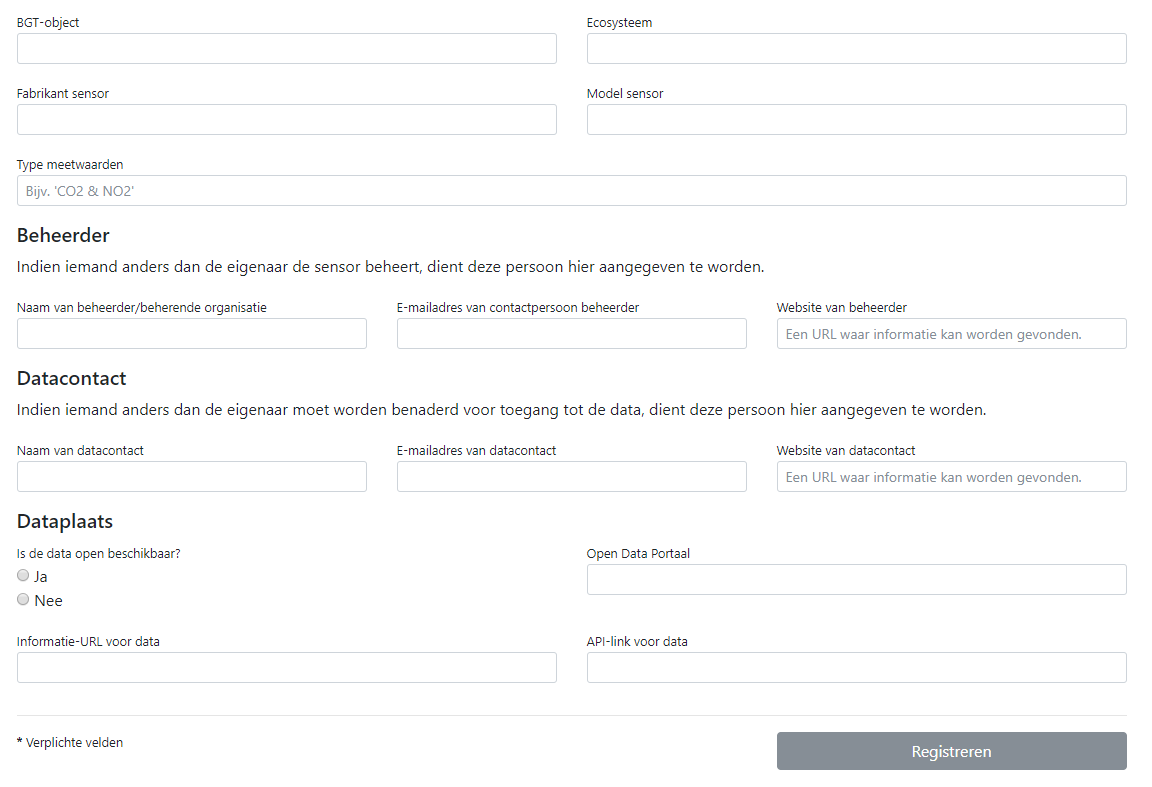 BGT-object
Ecosysteem
Fabrikant sensor
Model sensor
Type meetwaarden
Bijv. 'CO2 & NO2'
Beheerder
Indien iemand anders dan de eigenaar de sensor beheert, dient deze persoon hier aangegeven te worden.
Naam van beheerder/beherende organisatie
E-mailadres van contactpersoon beheerder
Website van beheerder
Een URL waar informatie kan worden gevonden.
Datacontact
Indien iemand anders dan de eigenaar moet worden benaderd voor toegang tot de data, dient deze persoon hier aangegeven te worden.
Naam van datacontact
E-mailadres van datacontact
Website van datacontact
Een URL waar informatie kan worden gevonden.
Dataplaats
Is de data open beschikbaar?
Open Data Portaal
Ja
Nee
Informatie-URL voor data
API-link voor data
* Verplichte velden
Registreren